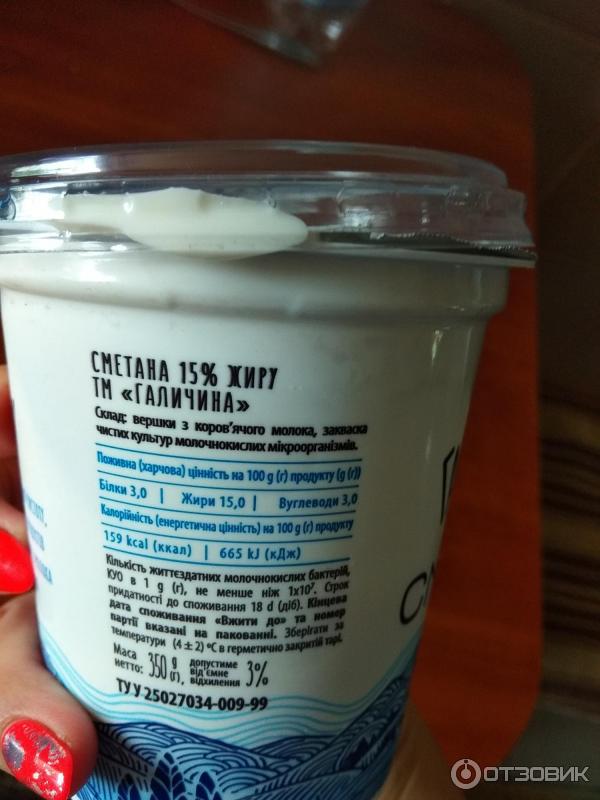 СМЕТАНА 15% ЖИРУ
ТМ «ГАЛИЧИНА»
Склад: вершки з коров'ячого молока, закваска
чистих культур молочнокислих мікроорганізмів.
Поживна (харчова) цінність на 100 g (г) продукту (g (г))
Білки 3,0 | Жири 15,0 | Вуглеводи 3,0
Калорійність (енергетична цінність) на 100 g (г) продукту
159 kcal (ккал) | 665 kJ (кДж)
Кількість життєздатних молочнокислих бактерій,
КУО в 1 g (г), не менше ніж 1х10⁷. Строк
придатності до споживання 18 d (діб). Кінцева
дата споживання «Вжити до» та номер
партії вказані на пакованні. Зберігати за
температури (4 ± 2) °С в герметично закритій тарі.
Маса нетто: 350 g (г), допустиме від'ємне відхилення 3%
ТУ У 25027034-009-99
ОТЗОВИК